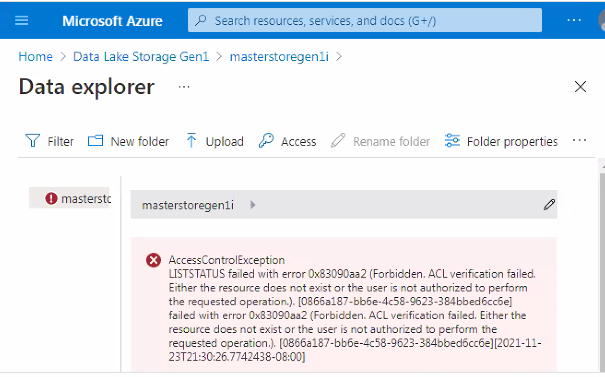 Microsoft Azure
Search resources, services, and docs (G+/)
Home > Data Lake Storage Gen1 > masterstoregen1i >
Data explorer ...
Filter New folder Upload Access Rename folder Folder properties ...
masterstc
masterstoregen1i
AccessControlException
LISTSTATUS failed with error 0x83090aa2 (Forbidden. ACL verification failed.
Either the resource does not exist or the user is not authorized to perform
the requested operation.). [0866a187-bb6e-4c58-9623-384bbed6cc6e]
failed with error 0x83090aa2 (Forbidden. ACL verification failed. Either the
resource does not exist or the user is not authorized to perform the
requested operation.). [0866a187-bb6e-4c58-9623-384bbed6cc6e][2021-11-
23T21:30:26.7742438-08:00]